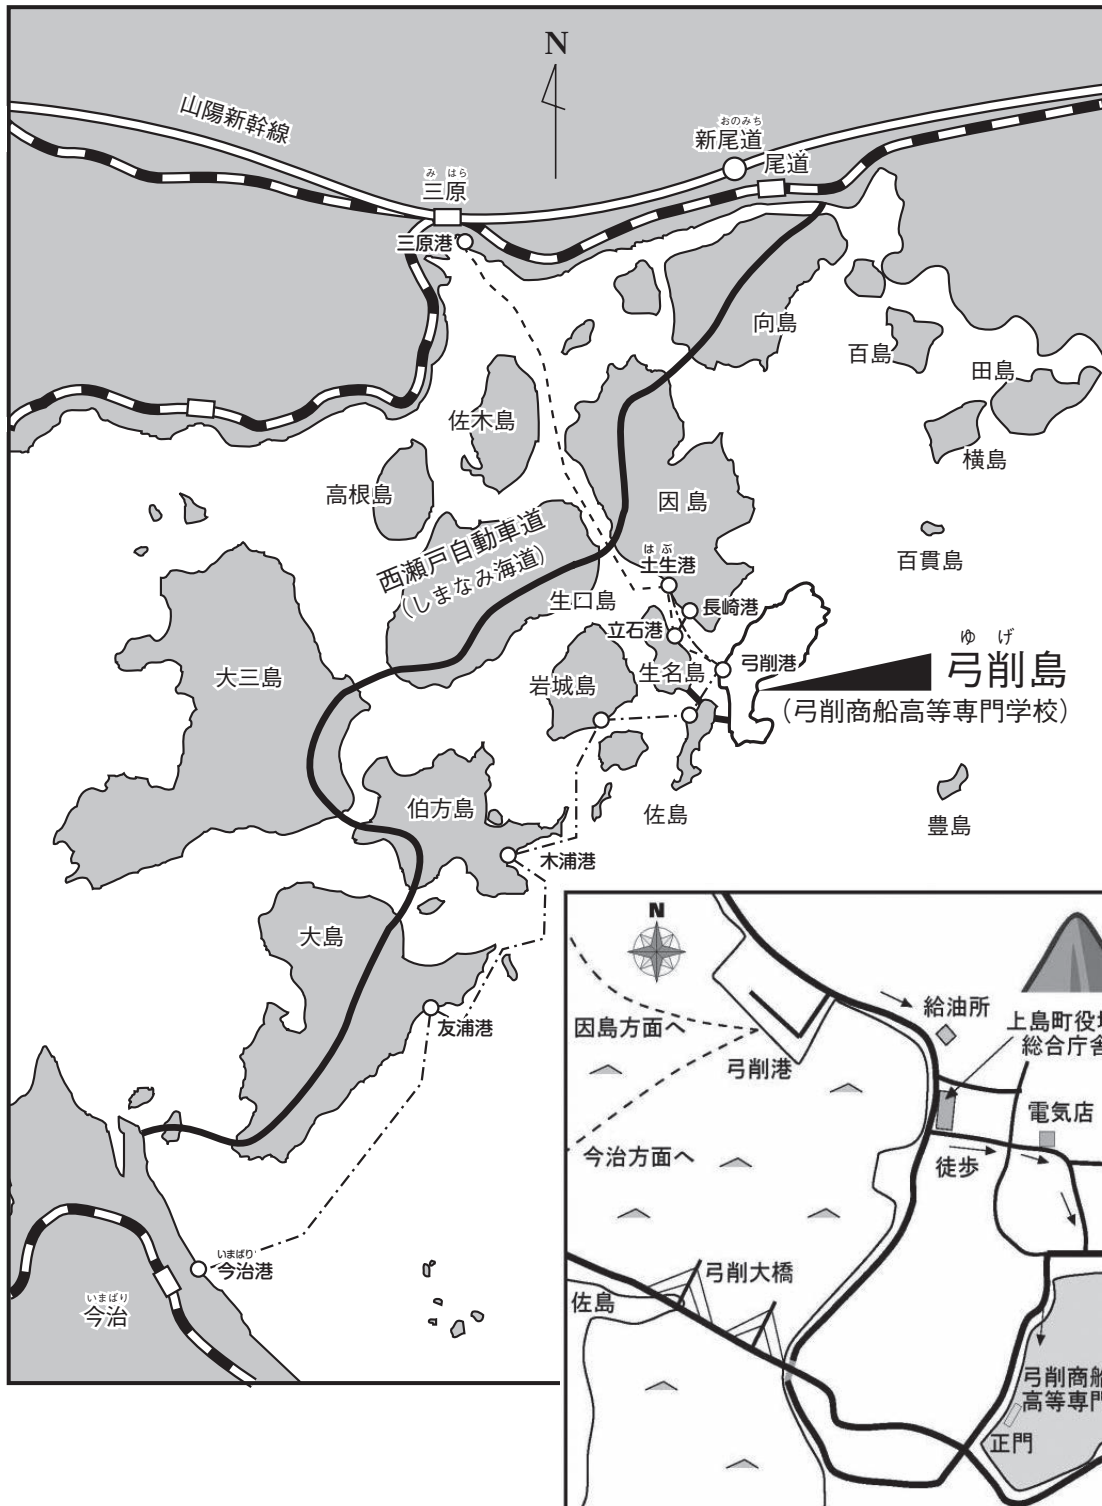 N
山陽新幹線
おのみち
新尾道
尾道
みはら
三原
三原港
向島
百島
田島
横島
佐木島
高根島
因島
百貫島
西瀬戸自動車道
（しまなみ海道）
はぶ
土生港
長崎港
生口島
立石港
弓削港
生名島
岩城島
大三島
ゆげ
弓削島
（弓削商船高等専門学校）
伯方島
佐島
豊島
木浦港
大島
友浦港
いまばり
今治港
いまばり
今治
N
給油所
上島町役場
総合庁舎
因島方面へ
弓削港
電気店
今治方面へ
徒歩
弓削大橋
佐島
弓削商船
高等専門
正門